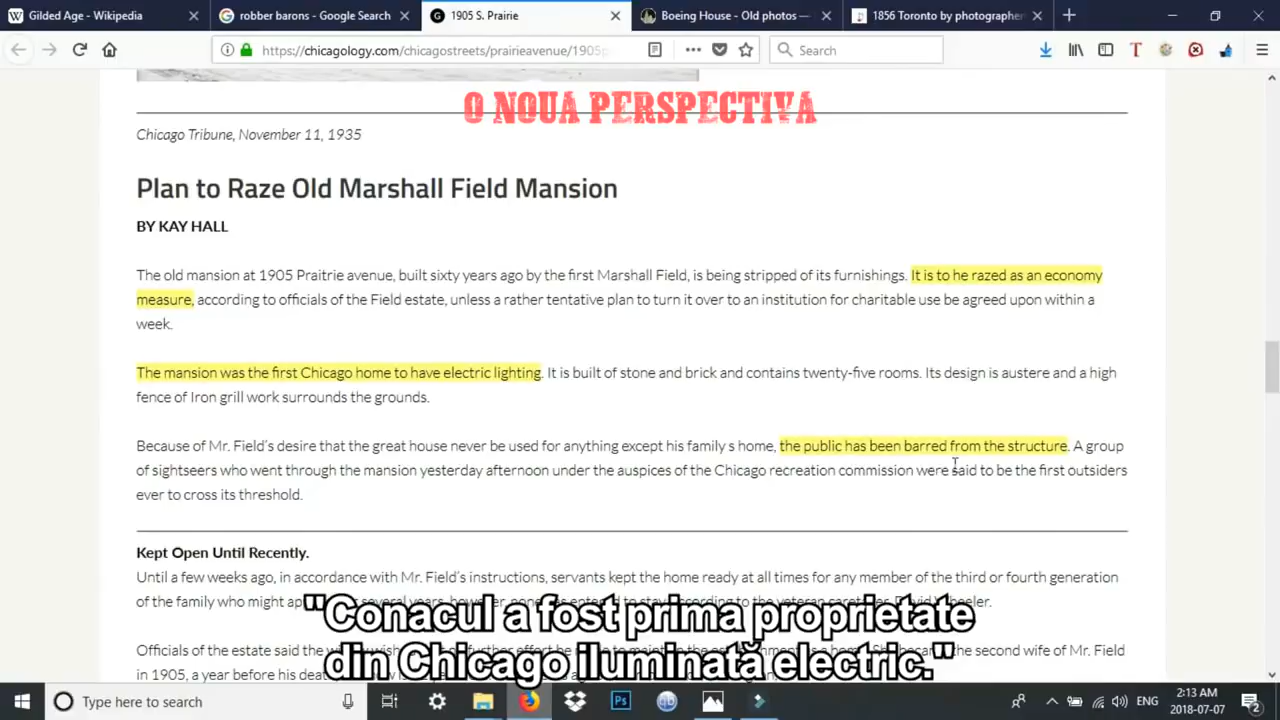 Gilded Age - Wikipedia
robber barons - Google Search
1905 S. Prairie
Boeing House - Old photos —
1856 Toronto by photographer
https://chicagology.com/chicagostreets/prairieavenue/1905p
Search
O NOUA PERSPECTIVA
Chicago Tribune, November 11, 1935
Plan to Raze Old Marshall Field Mansion
BY KAY HALL
The old mansion at 1905 Praitrie avenue, built sixty years ago by the first Marshall Field, is being stripped of its furnishings. It is to he razed as an economy
measure, according to officials of the Field estate, unless a rather tentative plan to turn it over to an institution for charitable use be agreed upon within a
week.
The mansion was the first Chicago home to have electric lighting. It is built of stone and brick and contains twenty-five rooms. Its design is austere and a high
fence of Iron grill work surrounds the grounds.
Because of Mr. Field's desire that the great house never be used for anything except his family s home, the public has been barred from the structure. A group
of sightseers who went through the mansion yesterday afternoon under the auspices of the Chicago recreation commission were said to be the first outsiders
ever to cross its threshold.
Kept Open Until Recently.
Until a few weeks ago, in accordance with Mr. Field's instructions, servants kept the home ready at all times for any member of the third or fourth generation
of the family who might
"Conacul a fost prima proprietate
din Chicago iluminată electric."
Officials of the estate said the second wife of Mr. Field
in 1905, a year before his
Type here to search
ENG
2:13 AM
2018-07-07
2